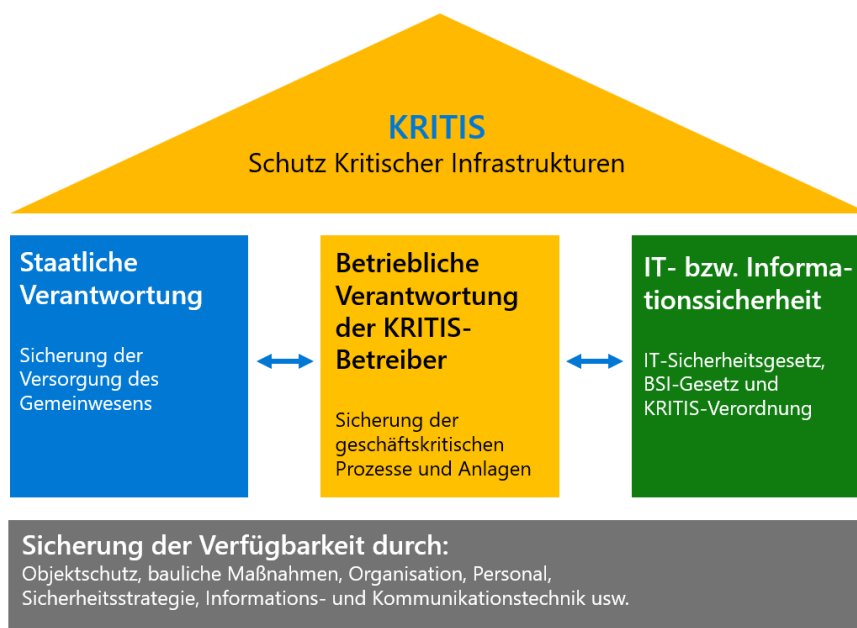 KRITIS
Schutz Kritischer Infrastrukturen
Staatliche
Verantwortung
Sicherung der
Versorgung des
Gemeinwesens
Betriebliche
Verantwortung
der KRITIS-
Betreiber
Sicherung der
geschäftskritischen
Prozesse und Anlagen
IT- bzw. Informa-
tionssicherheit
IT-Sicherheitsgesetz,
BSI-Gesetz und
KRITIS-Verordnung
Sicherung der Verfügbarkeit durch:
Objektschutz, bauliche Maßnahmen, Organisation, Personal,
Sicherheitsstrategie, Informations- und Kommunikationstechnik usw.